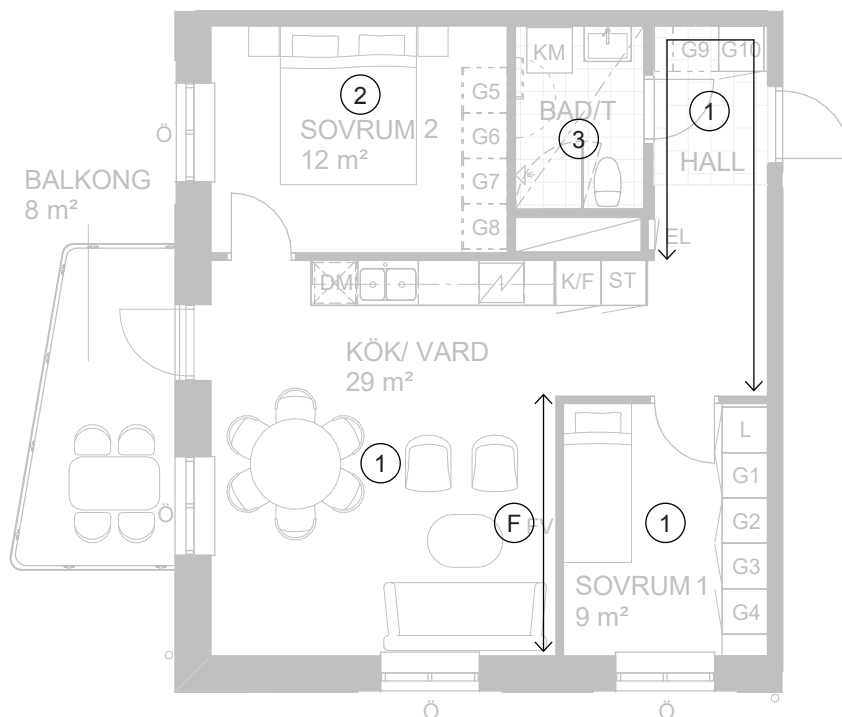 KM
G9 G10
G5
2
1
BAD/T
SOVRUM 2
12 m²
G6
Ö
3
HALL
BALKONG
8 m²
G7
G8
EL
DM
K/F
ST
KÖK/ VARD
29 m²
L
1
G1
Ö
F
FV
1
G2
G3
SOVRUM 1
9 m²
G4
Ö
Ö